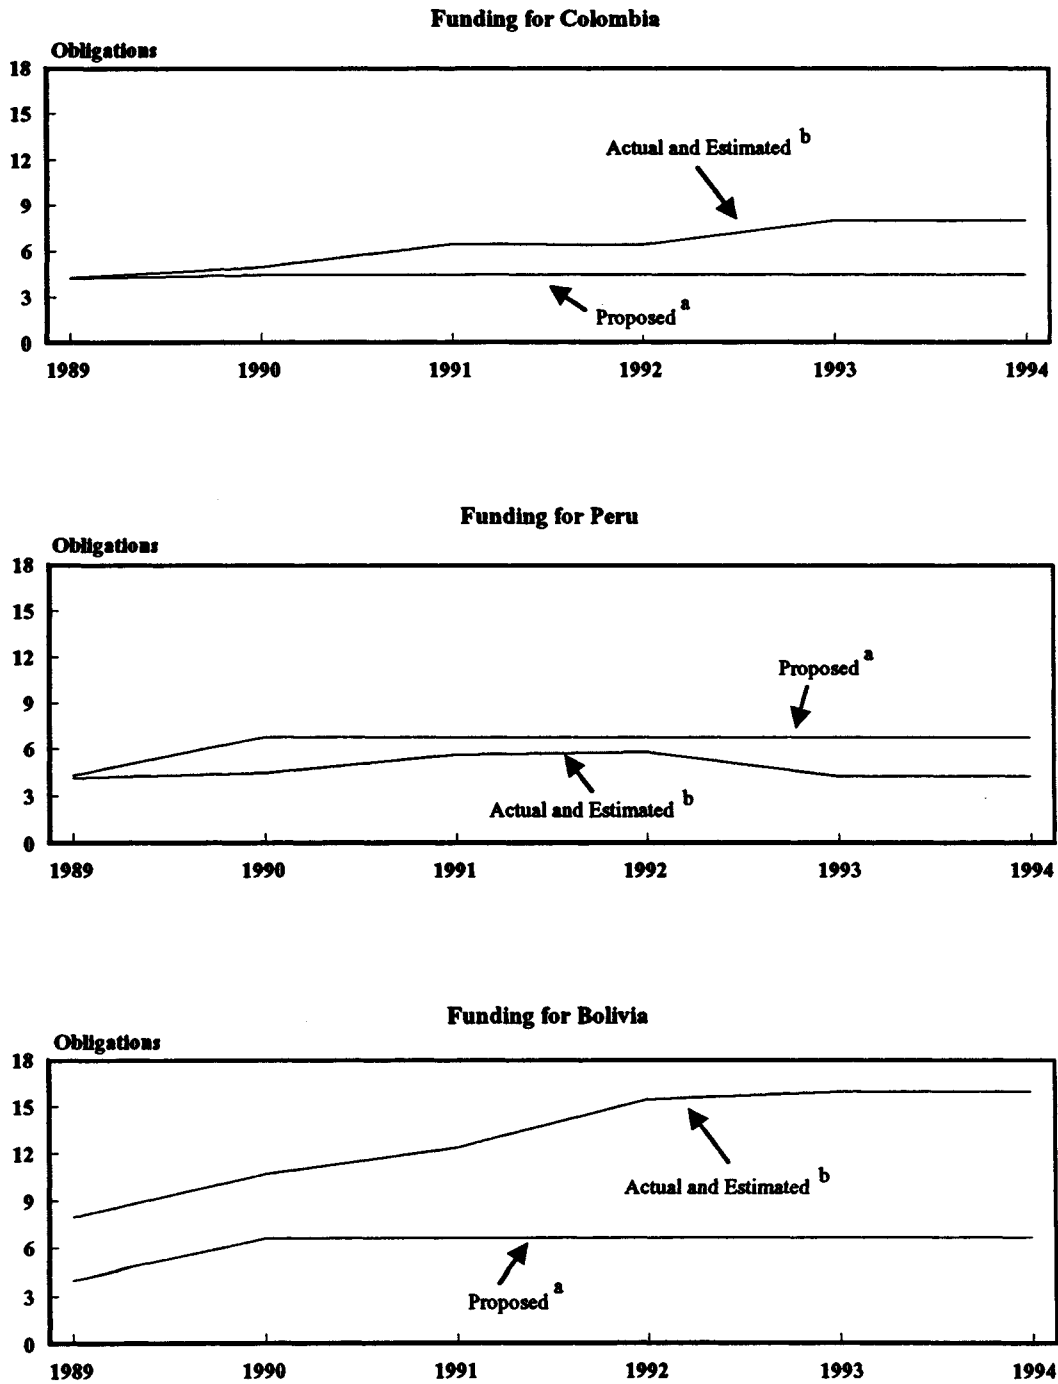 Funding for Colombia
Obligations
18
15
12
9
6
3
0
Actual and Estimated b
Proposed a
1989 1990 1991 1992 1993 1994
Funding for Peru
Obligations
18
15
12
9
6
3
0
Proposed a
Actual and Estimated b
1989 1990 1991 1992 1993 1994
Funding for Bolivia
Obligations
18
15
12
9
6
3
0
Actual and Estimated b
Proposed a
1989 1990 1991 1992 1993 1994